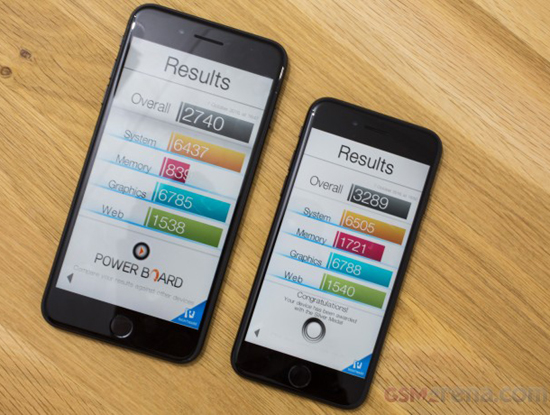 Results
Overall 2740
System 6437
Memory 839
Graphics 6785
Web 1538
POWER BOARD
Compare your results against other devices
Results
Overall 3289
System 6505
Memory 1721
Graphics 6788
Web 1540
Congratulations!
Your device has been awarded
with the Silver Medal
GSMArena.com